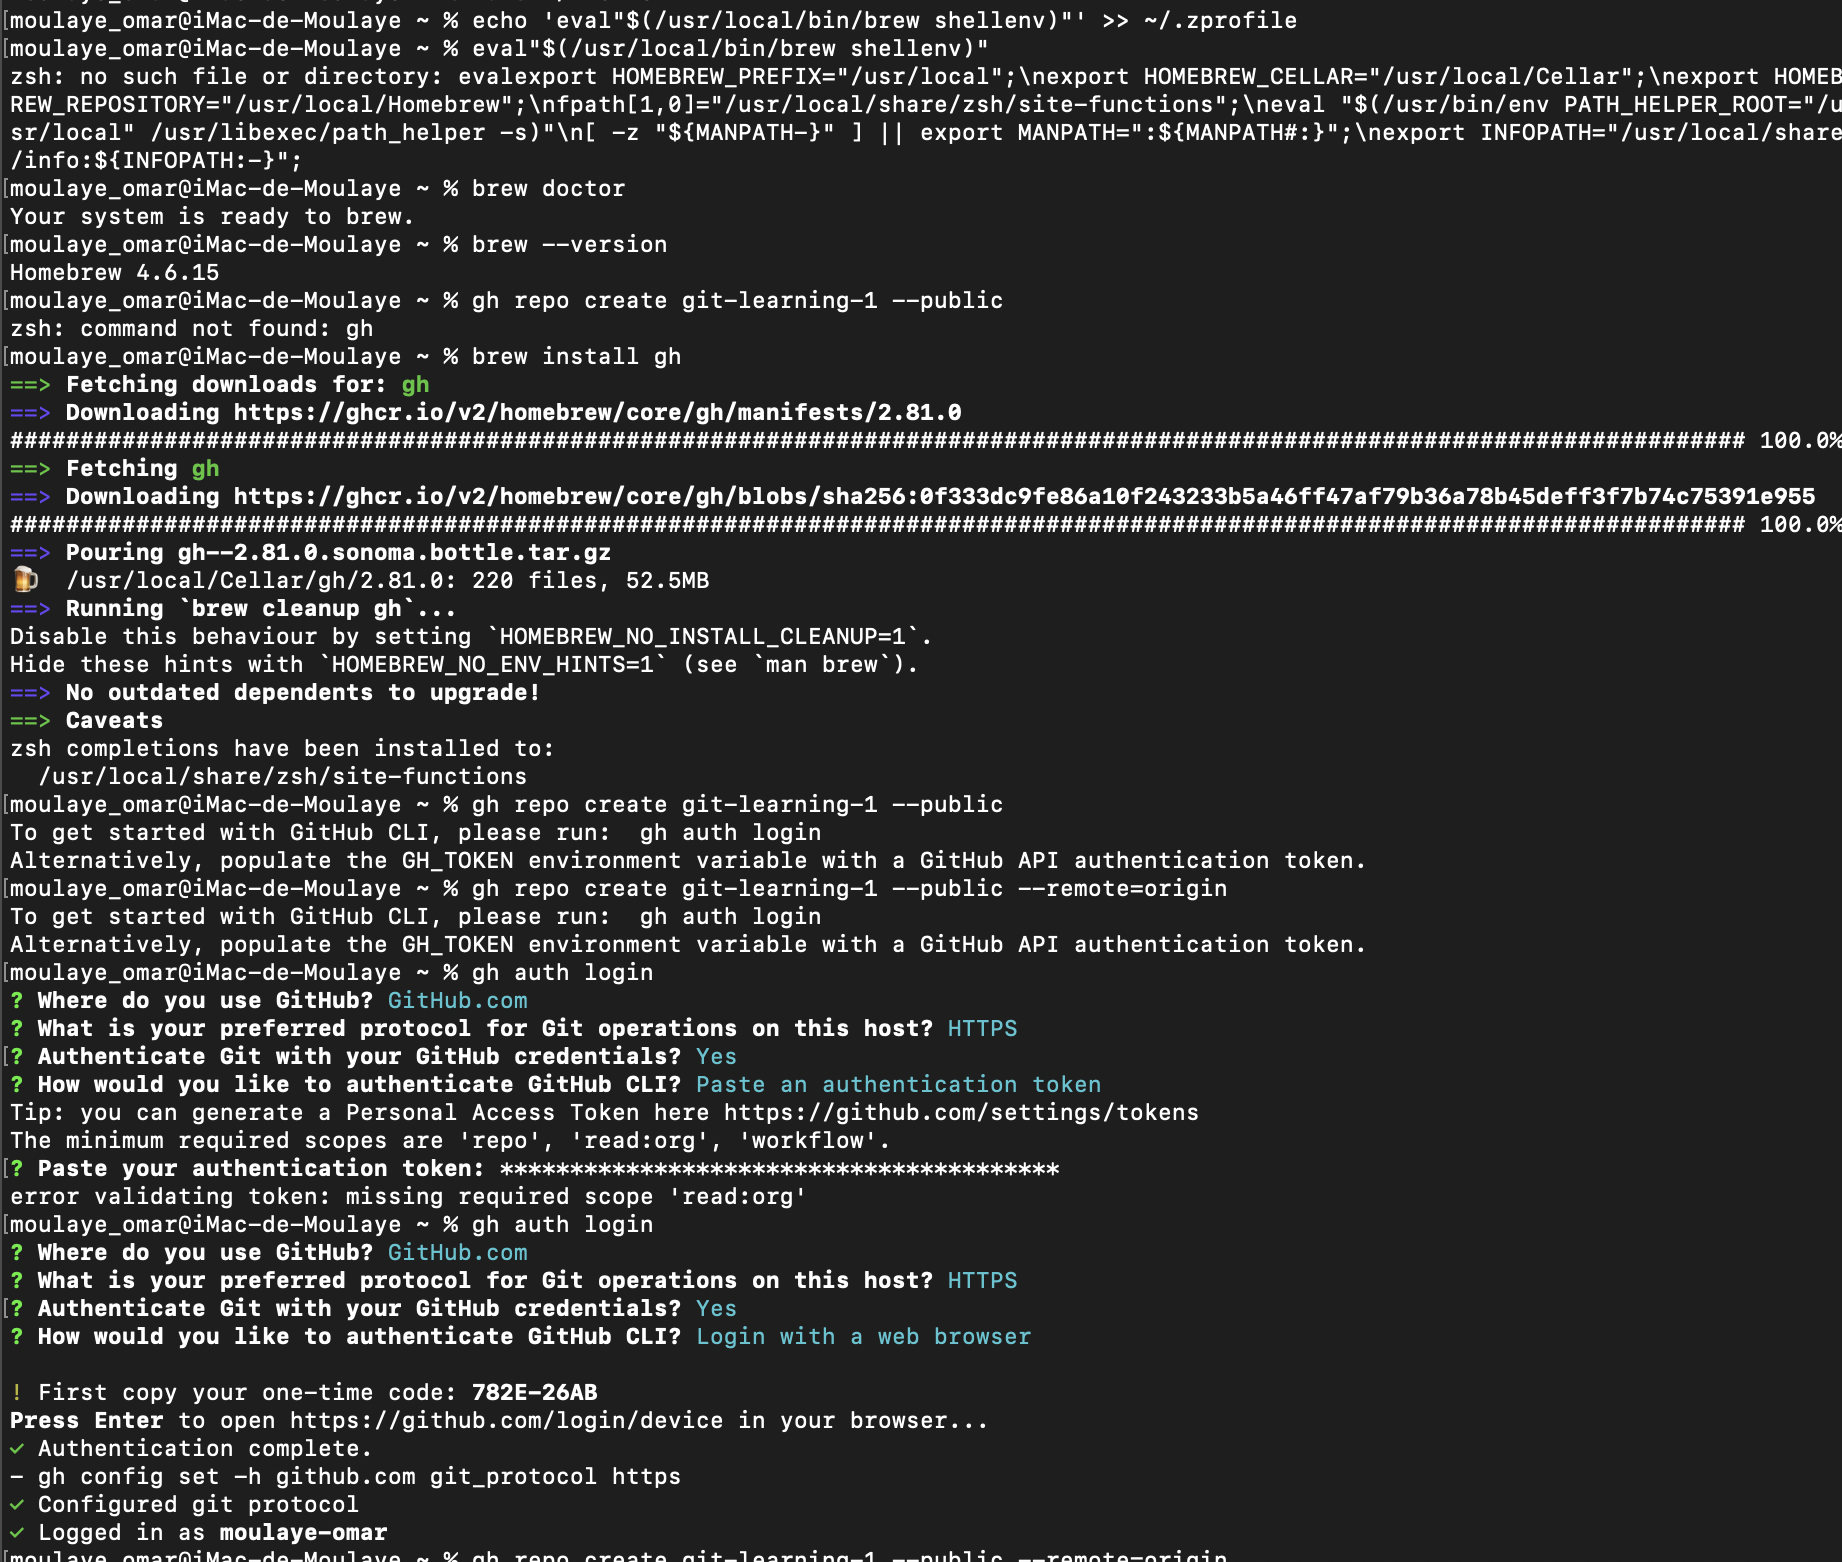 [moulaye_omar@iMac-de-Moulaye ~ % echo 'eval"$(/usr/local/bin/brew shellenv)"' >> ~/.zprofile
[moulaye_omar@iMac-de-Moulaye ~ % eval"$(/usr/local/bin/brew shellenv)"
zsh: no such file or directory: evalexport HOMEBREW_PREFIX="/usr/local";\nexport HOMEBREW_CELLAR="/usr/local/Cellar";\nexport HOMEB
REW_REPOSITORY="/usr/local/Homebrew";\nfpath[1,0]="/usr/local/share/zsh/site-functions";\neval "$(/usr/bin/env PATH_HELPER_ROOT="/u
sr/local" /usr/libexec/path_helper -s)"\n[ -z "${MANPATH-}" ] || export MANPATH=":${MANPATH#:}";\nexport INFOPATH="/usr/local/share
/info:${INFOPATH:-}";
[moulaye_omar@iMac-de-Moulaye ~ % brew doctor
Your system is ready to brew.
[moulaye_omar@iMac-de-Moulaye ~ % brew --version
Homebrew 4.6.15
[moulaye_omar@iMac-de-Moulaye ~ % gh repo create git-learning-1 --public
zsh: command not found: gh
[moulaye_omar@iMac-de-Moulaye ~ % brew install gh
==> Fetching downloads for: gh
==> Downloading https://ghcr.io/v2/homebrew/core/gh/manifests/2.81.0
############################################################################################################################ 100.0%
==> Fetching gh
==> Downloading https://ghcr.io/v2/homebrew/core/gh/blobs/sha256:0f333dc9fe86a10f243233b5a46ff47af79b36a78b45deff3f7b74c75391e955
############################################################################################################################ 100.0%
==> Pouring gh--2.81.0.sonoma.bottle.tar.gz
🍺  /usr/local/Cellar/gh/2.81.0: 220 files, 52.5MB
==> Running `brew cleanup gh`...
Disable this behaviour by setting `HOMEBREW_NO_INSTALL_CLEANUP=1`.
Hide these hints with `HOMEBREW_NO_ENV_HINTS=1` (see `man brew`).
==> No outdated dependents to upgrade!
==> Caveats
zsh completions have been installed to:
  /usr/local/share/zsh/site-functions
[moulaye_omar@iMac-de-Moulaye ~ % gh repo create git-learning-1 --public
To get started with GitHub CLI, please run:  gh auth login
Alternatively, populate the GH_TOKEN environment variable with a GitHub API authentication token.
[moulaye_omar@iMac-de-Moulaye ~ % gh repo create git-learning-1 --public --remote=origin
To get started with GitHub CLI, please run:  gh auth login
Alternatively, populate the GH_TOKEN environment variable with a GitHub API authentication token.
[moulaye_omar@iMac-de-Moulaye ~ % gh auth login
? Where do you use GitHub? GitHub.com
? What is your preferred protocol for Git operations on this host? HTTPS
[? Authenticate Git with your GitHub credentials? Yes
? How would you like to authenticate GitHub CLI? Paste an authentication token
Tip: you can generate a Personal Access Token here https://github.com/settings/tokens
The minimum required scopes are 'repo', 'read:org', 'workflow'.
[? Paste your authentication token: ****************************************
error validating token: missing required scope 'read:org'
[moulaye_omar@iMac-de-Moulaye ~ % gh auth login
? Where do you use GitHub? GitHub.com
? What is your preferred protocol for Git operations on this host? HTTPS
[? Authenticate Git with your GitHub credentials? Yes
? How would you like to authenticate GitHub CLI? Login with a web browser
! First copy your one-time code: 782E-26AB
Press Enter to open https://github.com/login/device in your browser...
✓ Authentication complete.
- gh config set -h github.com git_protocol https
✓ Configured git protocol
✓ Logged in as moulaye-omar
[moulaye_omar@iMac-de-Moulaye ~ % gh repo create git-learning-1 --public --remote=origin